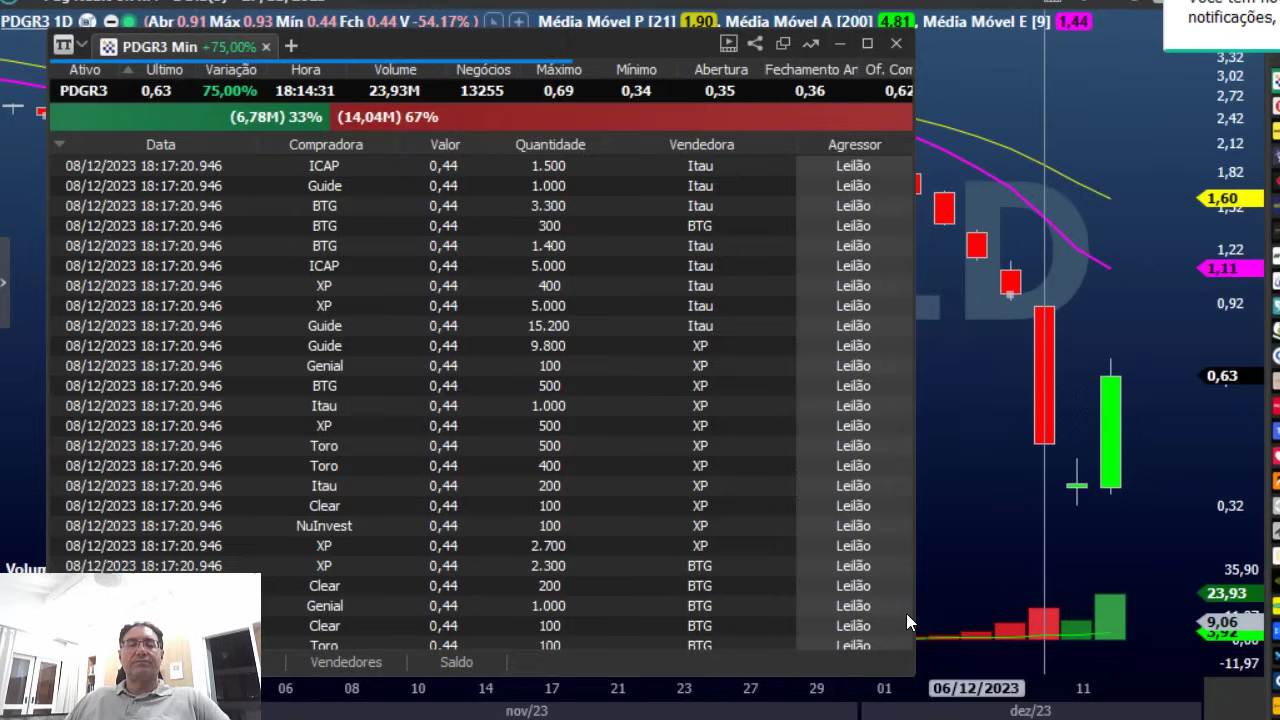 PDGR3 1D (Abr 0.91 Máx 0.93 Mín 0.44 Fch 0.44 V -54.17%) Média Móvel P [21] 1,90, Média Móvel A [200] 4,81, Média Móvel E [9] 1,44
notificações,
TT PDGR3 Min +75,00% × +
Ativo Último Variação Hora Volume Negócios Máximo Mínimo Abertura Fechamento An Of. Com
PDGR3 0,63 75,00% 18:14:31 23,93M 13255 0,69 0,34 0,35 0,36 0,62
(6,78M) 33% (14,04M) 67%
Data Compradora Valor Quantidade Vendedora Agressor
08/12/2023 18:17:20.946 ICAP 0,44 1.500 Itau Leilão
08/12/2023 18:17:20.946 Guide 0,44 1.000 Itau Leilão
08/12/2023 18:17:20.946 BTG 0,44 3.300 Itau Leilão
08/12/2023 18:17:20.946 BTG 0,44 300 BTG Leilão
08/12/2023 18:17:20.946 BTG 0,44 1.400 Itau Leilão
08/12/2023 18:17:20.946 ICAP 0,44 5.000 Itau Leilão
08/12/2023 18:17:20.946 XP 0,44 400 Itau Leilão
08/12/2023 18:17:20.946 XP 0,44 5.000 Itau Leilão
08/12/2023 18:17:20.946 Guide 0,44 15.200 Itau Leilão
08/12/2023 18:17:20.946 Guide 0,44 9.800 XP Leilão
08/12/2023 18:17:20.946 Genial 0,44 100 XP Leilão
08/12/2023 18:17:20.946 BTG 0,44 500 XP Leilão
08/12/2023 18:17:20.946 Itau 0,44 1.000 XP Leilão
08/12/2023 18:17:20.946 XP 0,44 500 XP Leilão
08/12/2023 18:17:20.946 Toro 0,44 500 XP Leilão
08/12/2023 18:17:20.946 Toro 0,44 400 XP Leilão
08/12/2023 18:17:20.946 Itau 0,44 200 XP Leilão
08/12/2023 18:17:20.946 Clear 0,44 100 XP Leilão
08/12/2023 18:17:20.946 NuInvest 0,44 100 XP Leilão
08/12/2023 18:17:20.946 XP 0,44 2.700 XP Leilão
08/12/2023 18:17:20.946 XP 0,44 2.300 BTG Leilão
Clear 0,44 200 BTG Leilão
Genial 0,44 1.000 BTG Leilão
Clear 0,44 100 BTG Leilão
Toro 0,44 100 BTG Leilão
Vendedores Saldo
Volum
3,32
3,02
2,72
2,42
2,12
1,82
1,60
1,52
1,22
1,11
0,92
0,63
0,32
35,90
23,93
9,06
3,92
-11,97
06 08 10 14 17 21 23 27 29 01 06/12/2023 11
nov/23 dez/23